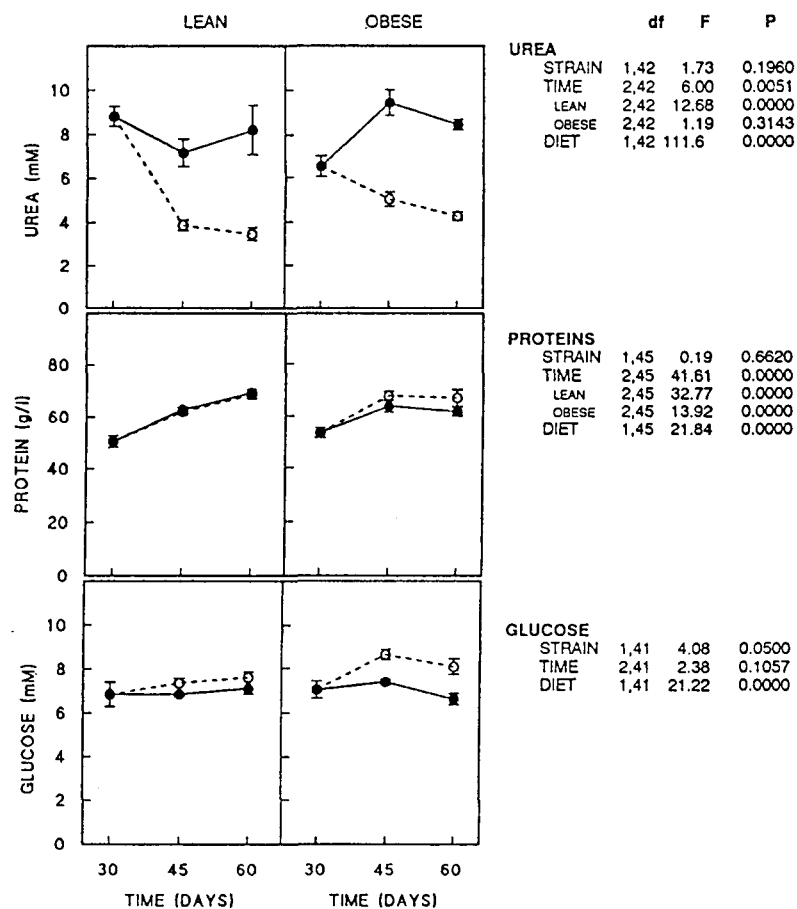 LEAN OBESE df F P
UREA
STRAIN 1,42 1.73 0.1960
TIME 2,42 6.00 0.0051
LEAN 2,42 12.68 0.0000
OBESE 2,42 1.19 0.3143
DIET 1,42 111.6 0.0000
10
8
6
4
2
0
UREA (mM)
PROTEINS
STRAIN 1,45 0.19 0.6620
TIME 2,45 41.61 0.0000
LEAN 2,45 32.77 0.0000
OBESE 2,45 13.92 0.0000
DIET 1,45 21.84 0.0000
80
60
40
20
0
PROTEIN (g/l)
GLUCOSE
STRAIN 1,41 4.08 0.0500
TIME 2,41 2.38 0.1057
DIET 1,41 21.22 0.0000
10
8
6
4
2
0
GLUCOSE (mM)
30 45 60 30 45 60
TIME (DAYS) TIME (DAYS)